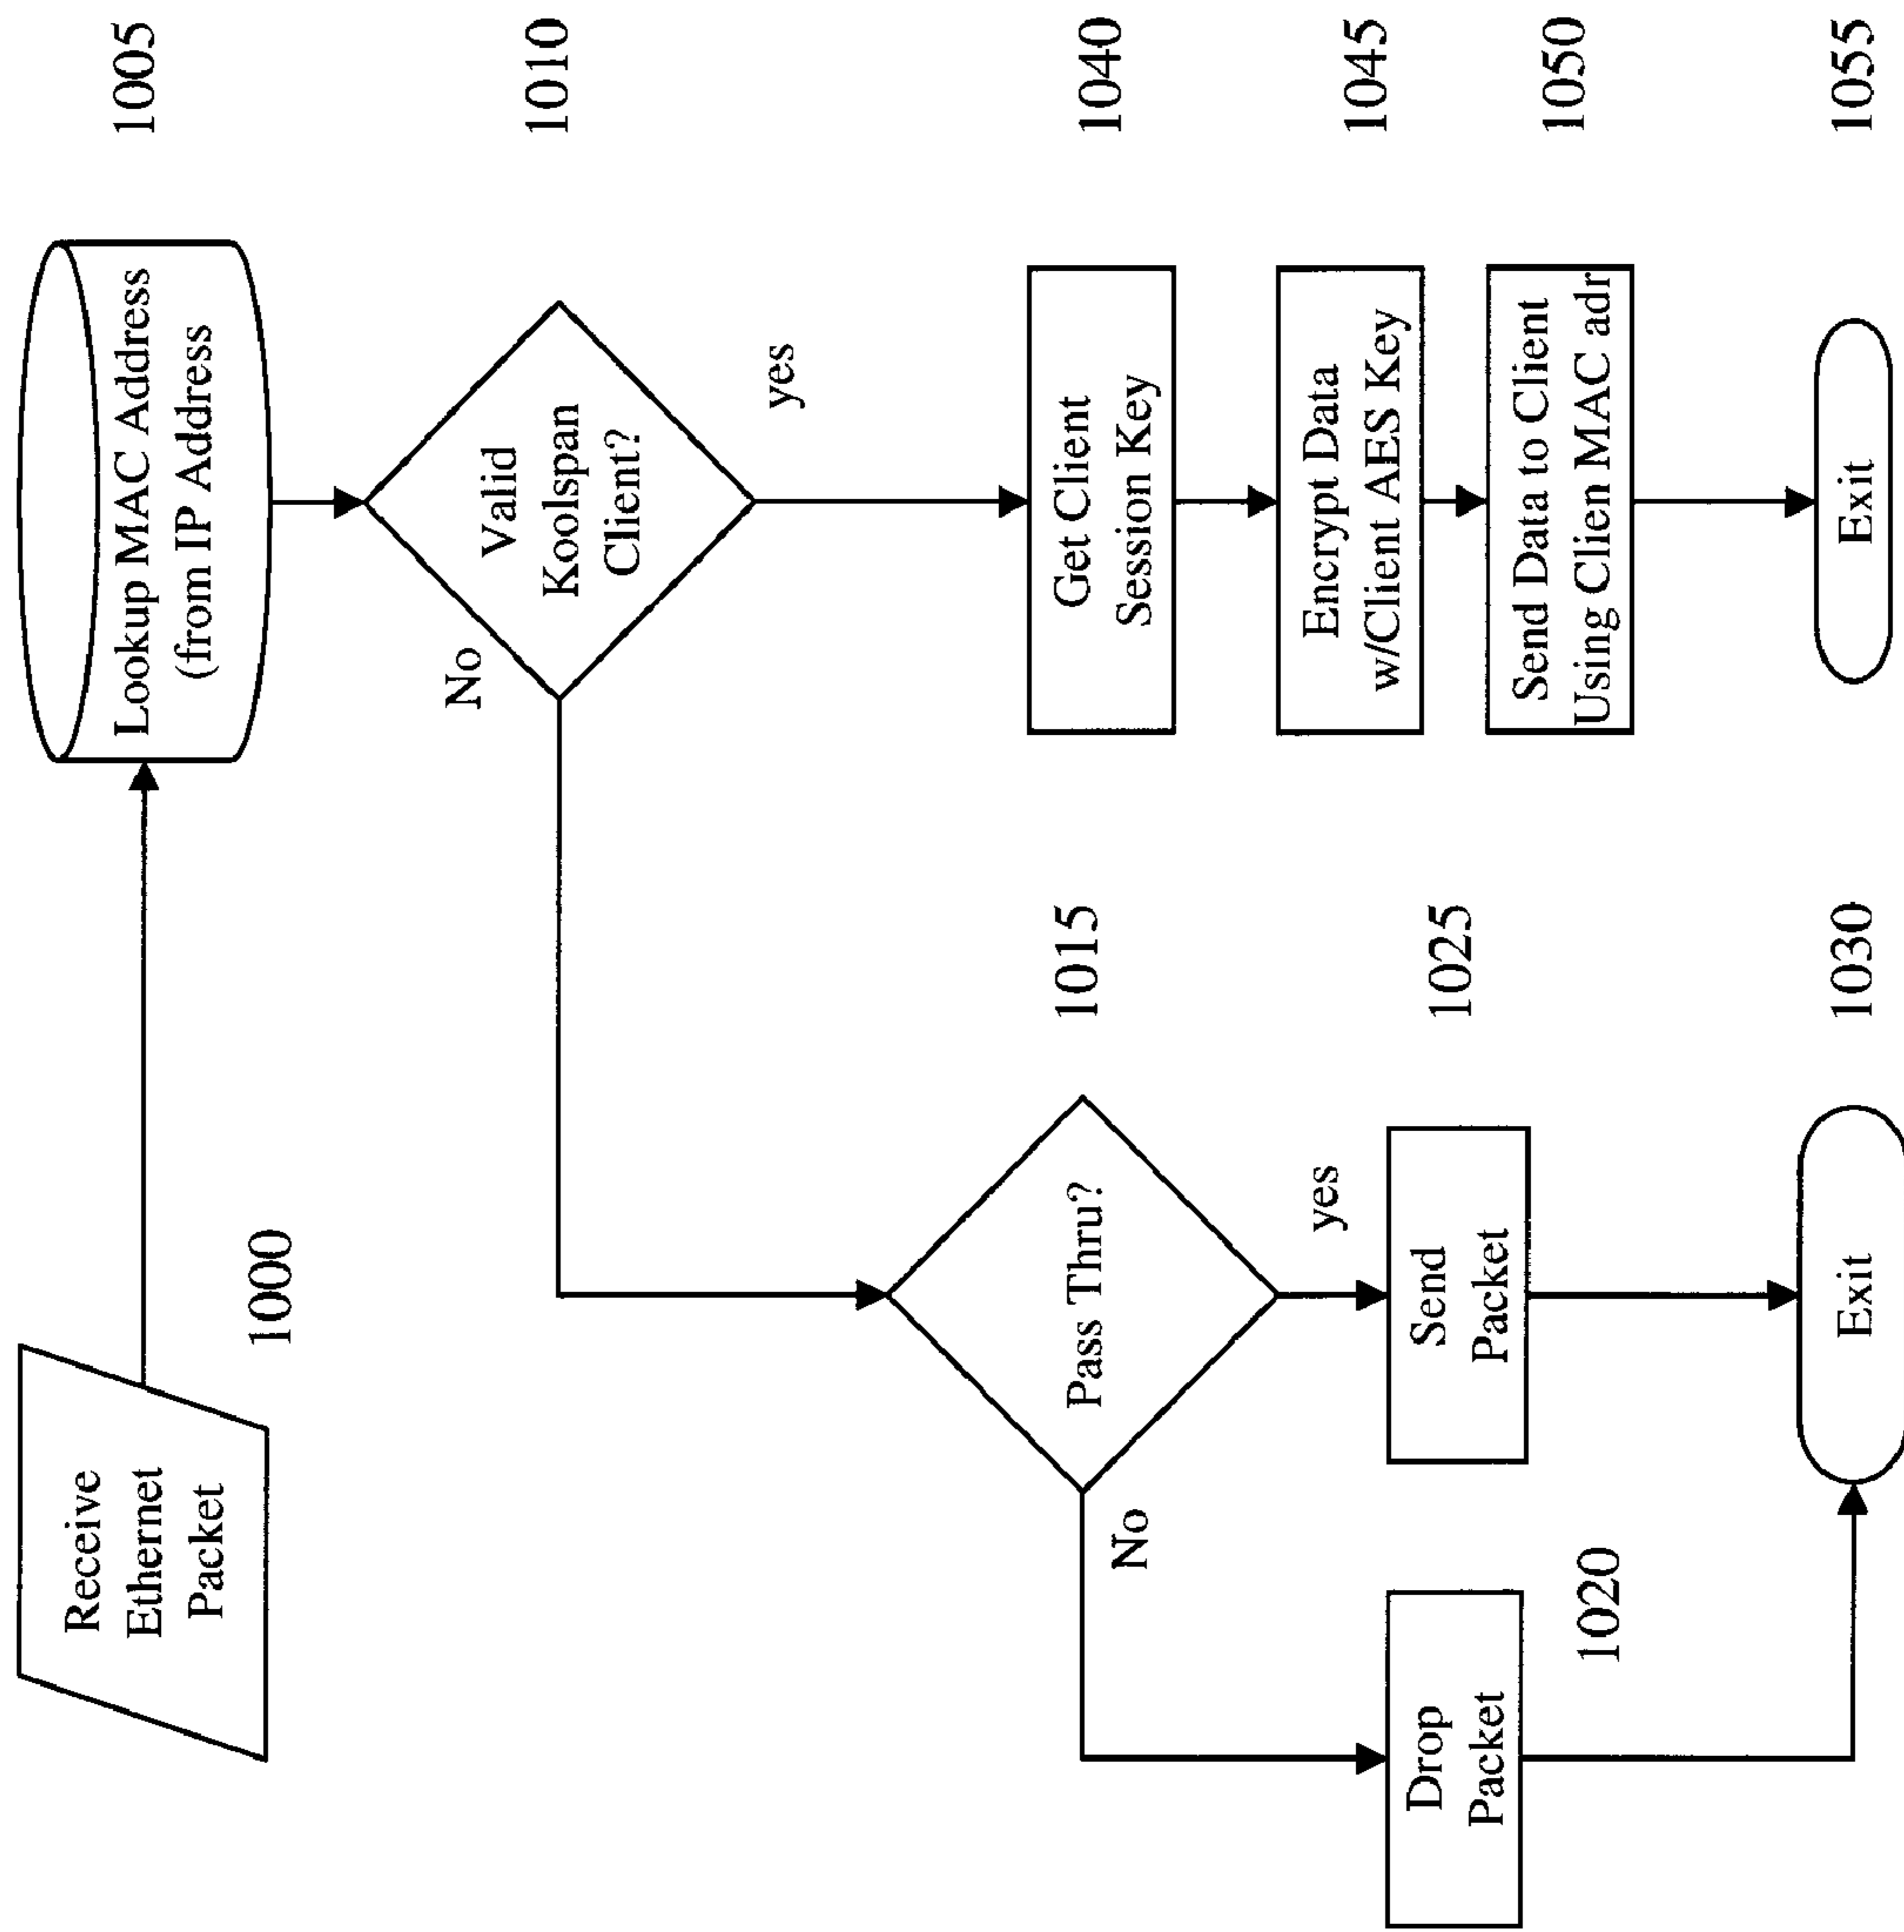 Receive
Ethernet
Packet
1000
Lookup MAC Address
(from IP Address)
1005
Valid
Koolspan
Client?
1010
No
yes
Pass Thru?
1015
No
yes
Drop
Packet
1020
Send
Packet
1025
Exit
1030
Get Client
Session Key
1040
Encrypt Data
w/Client AES Key
1045
Send Data to Client
Using Client MAC adr
1050
Exit
1055